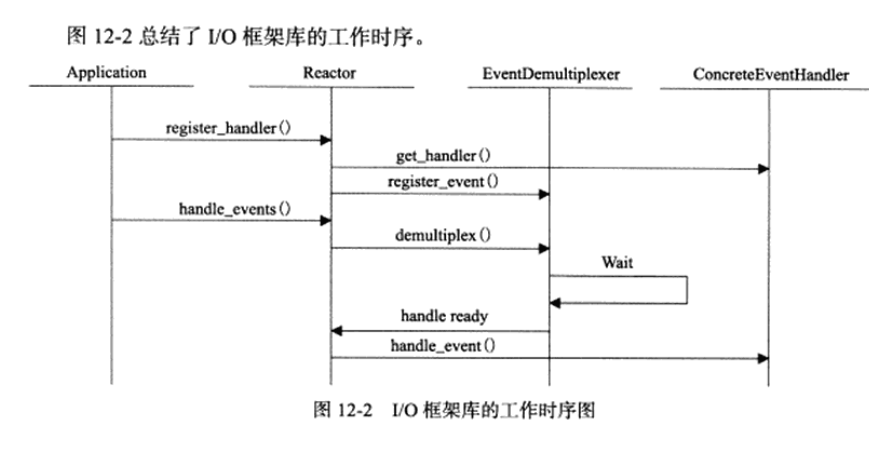 图 12-2 总结了 I/O 框架库的工作时序。
Application Reactor EventDemultiplexer ConcreteEventHandler
register_handler()
get_handler()
register_event()
handle_events()
demultiplex()
Wait
handle ready
handle_event()
图 12-2 I/O 框架库的工作时序图